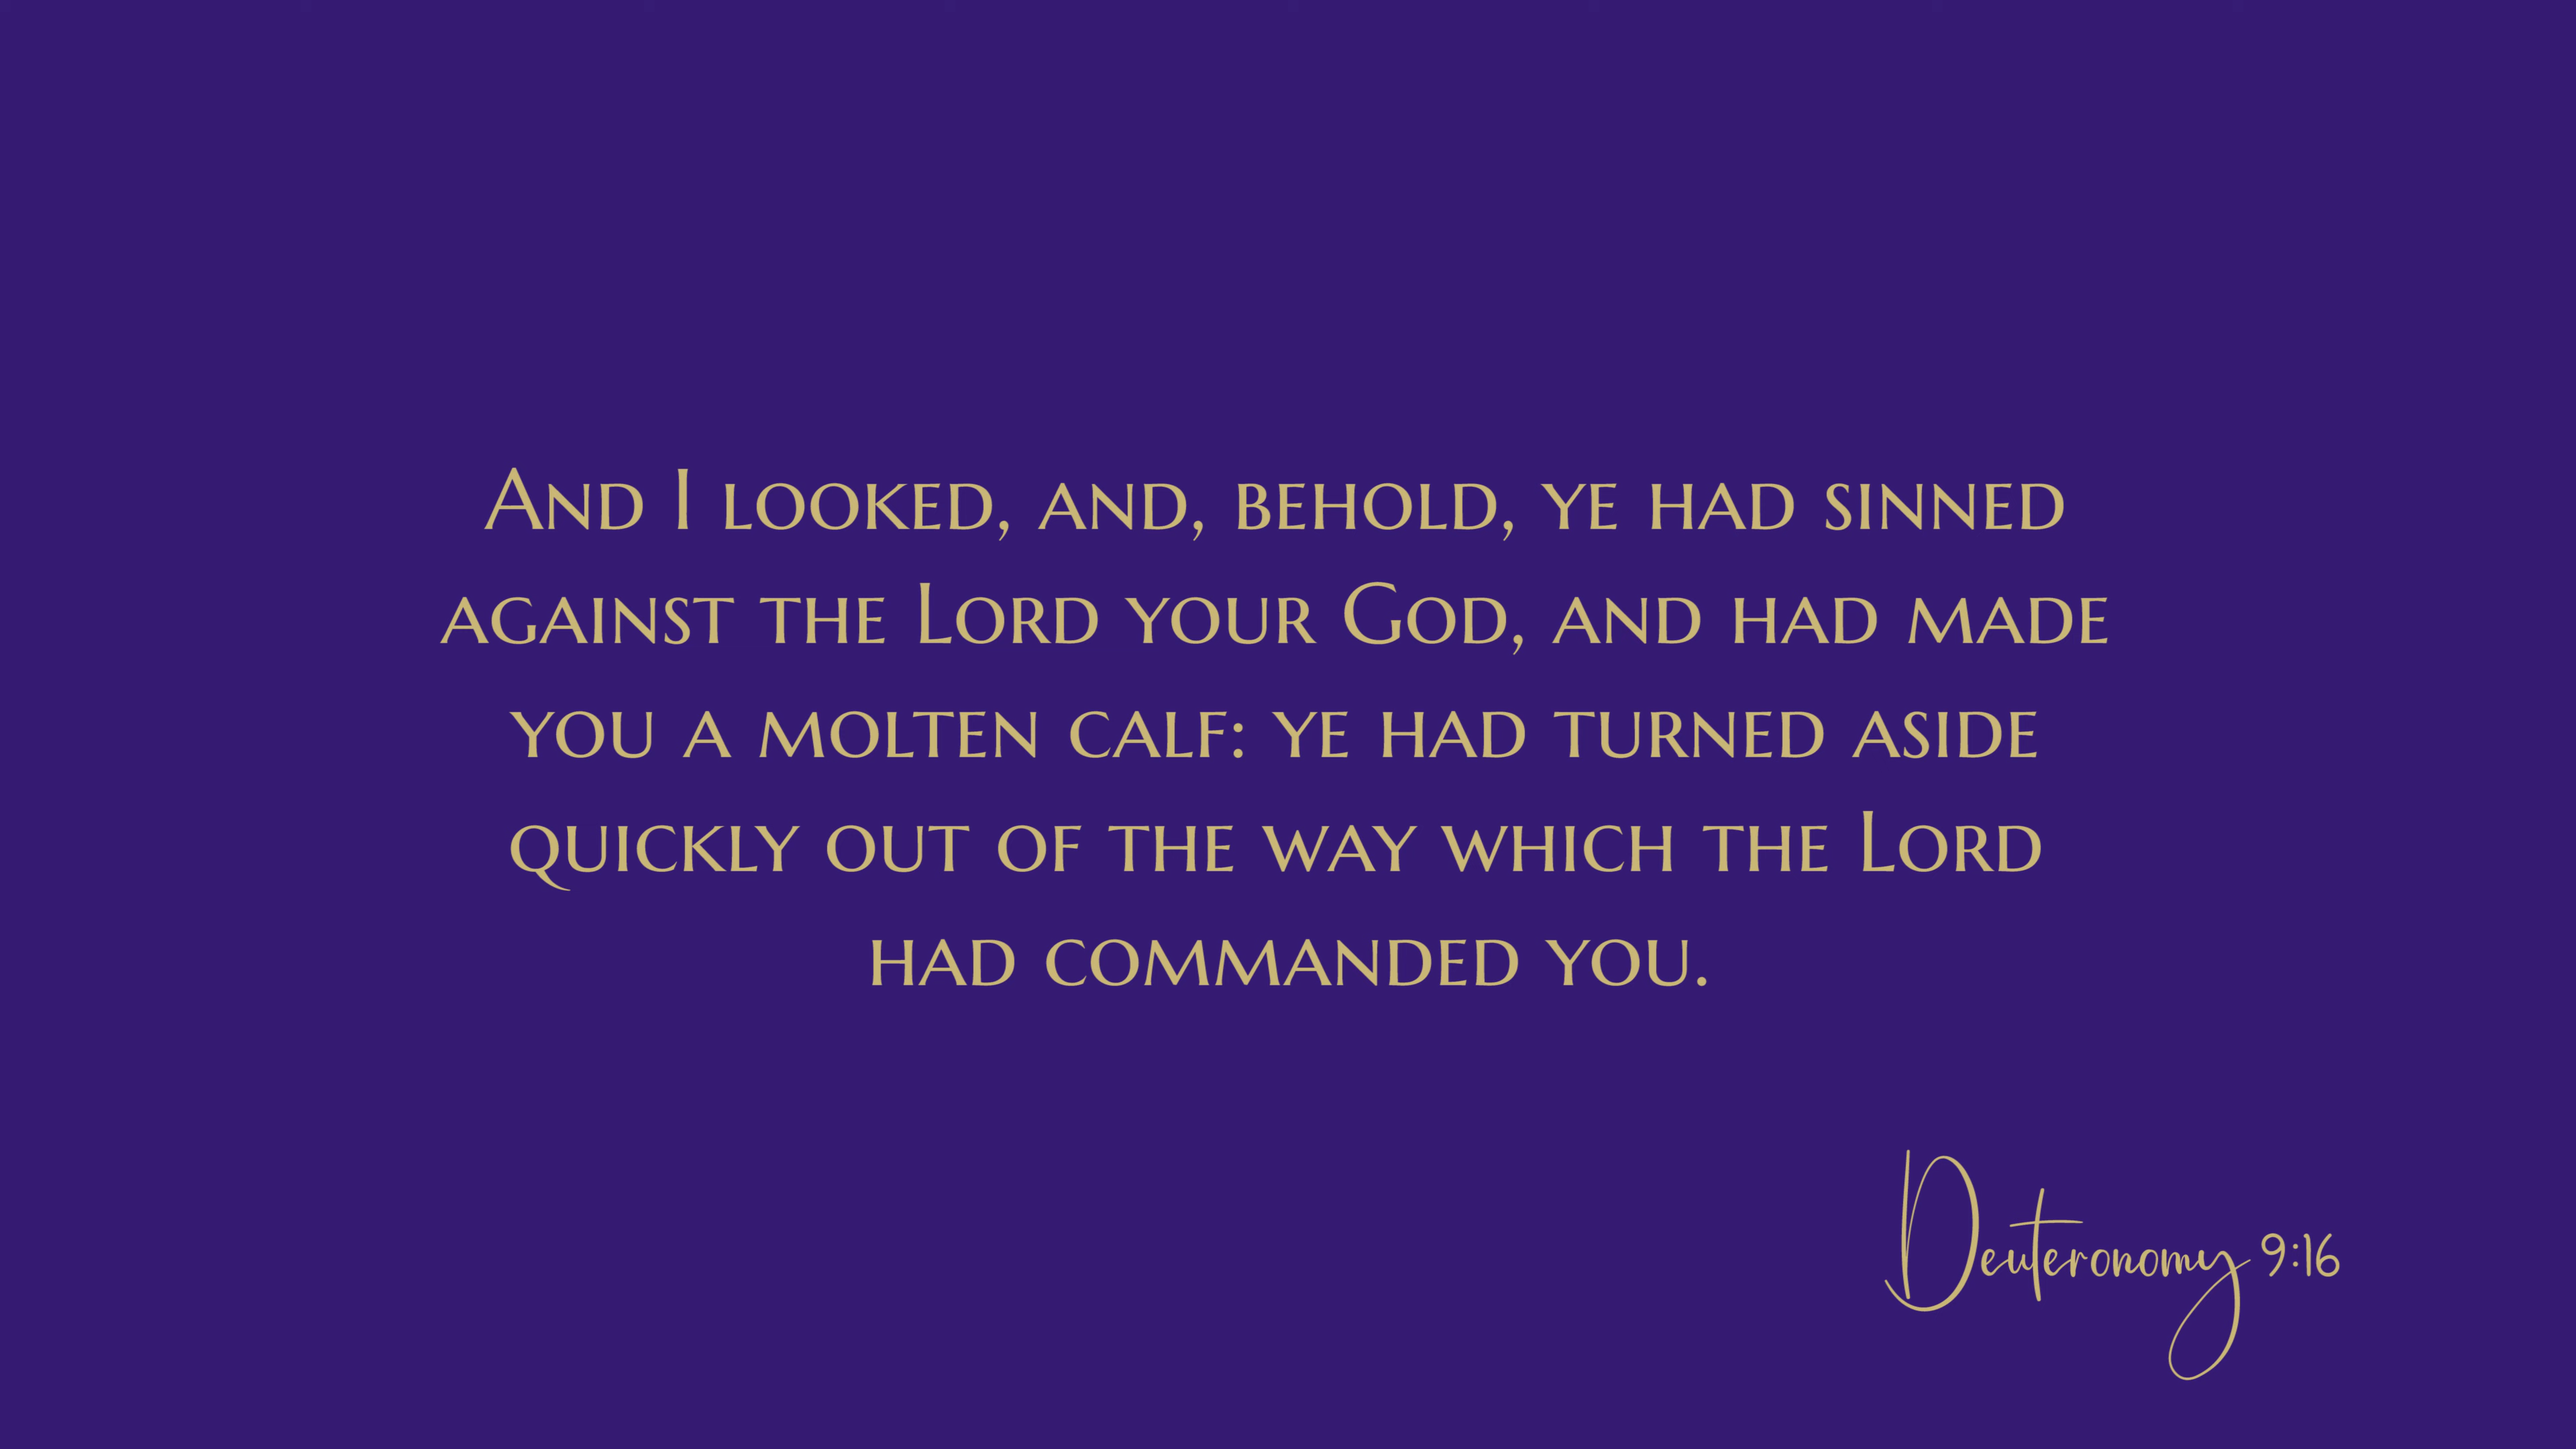 And I looked, and, behold, ye had sinned
against the Lord your God, and had made
you a molten calf: ye had turned aside
quickly out of the way which the Lord
had commanded you.
Deuteronomy 9:16